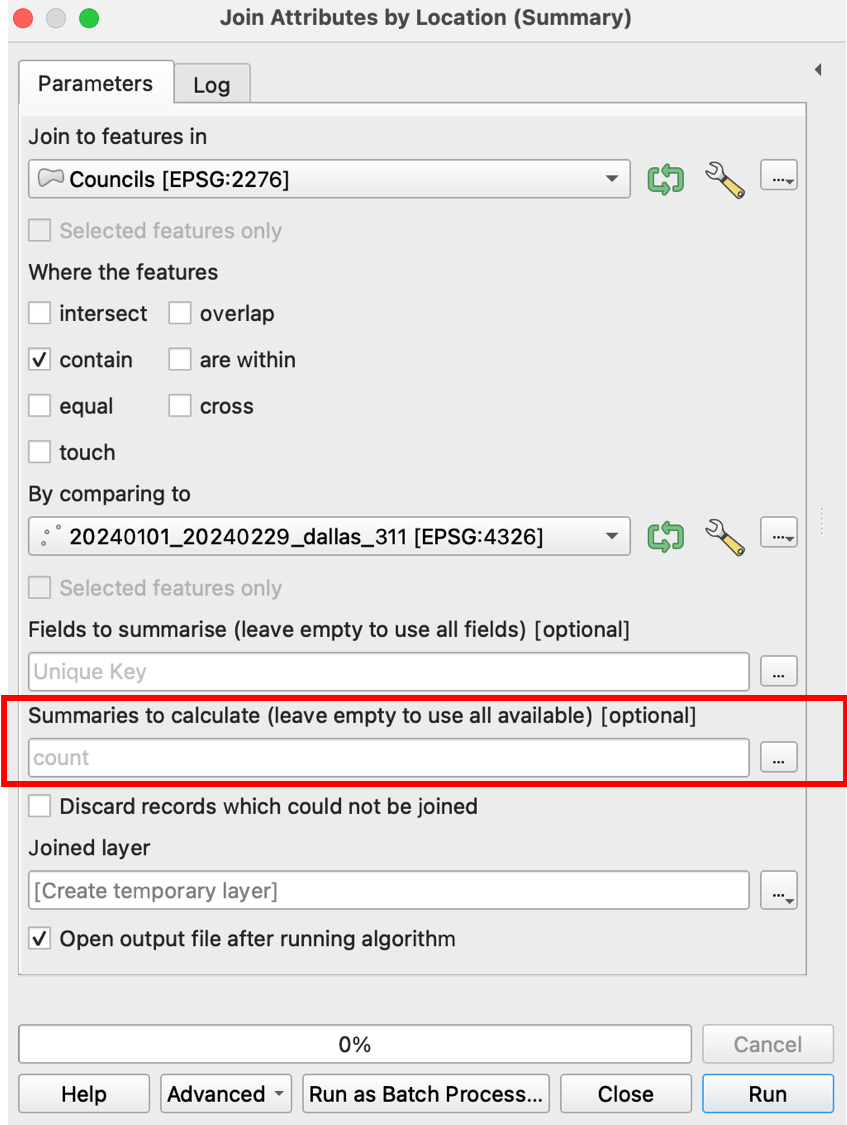 Join Attributes by Location (Summary)
Parameters
Log
Join to features in
Councils [EPSG:2276]
...
Selected features only
Where the features
intersect overlap
contain are within
equal cross
touch
By comparing to
20240101_20240229_dallas_311 [EPSG:4326]
...
Selected features only
Fields to summarise (leave empty to use all fields) [optional]
Unique Key
...
Summaries to calculate (leave empty to use all available) [optional]
count
...
Discard records which could not be joined
Joined layer
[Create temporary layer]
...
Open output file after running algorithm
0%
Cancel
Help Advanced Run as Batch Process... Close Run